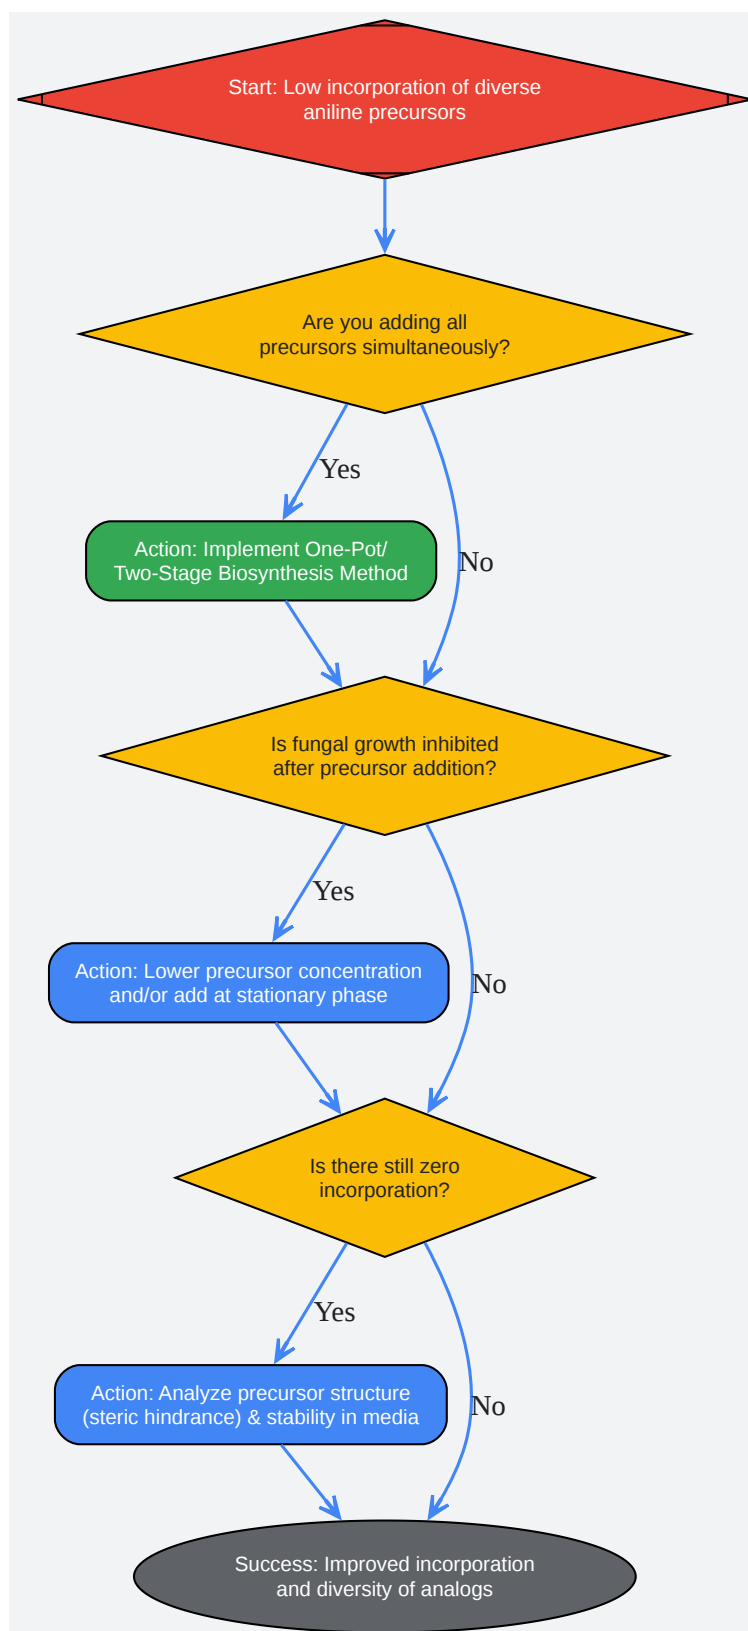 Start: Low incorporation of diverse
aniline precursors
Are you adding all
precursors simultaneously?
Yes
Action: Implement One-Pot/
Two-Stage Biosynthesis Method
No
Is fungal growth inhibited
after precursor addition?
Yes
Action: Lower precursor concentration
and/or add at stationary phase
No
Is there still zero
incorporation?
Yes
Action: Analyze precursor structure
(steric hindrance) & stability in media
No
Success: Improved incorporation
and diversity of analogs